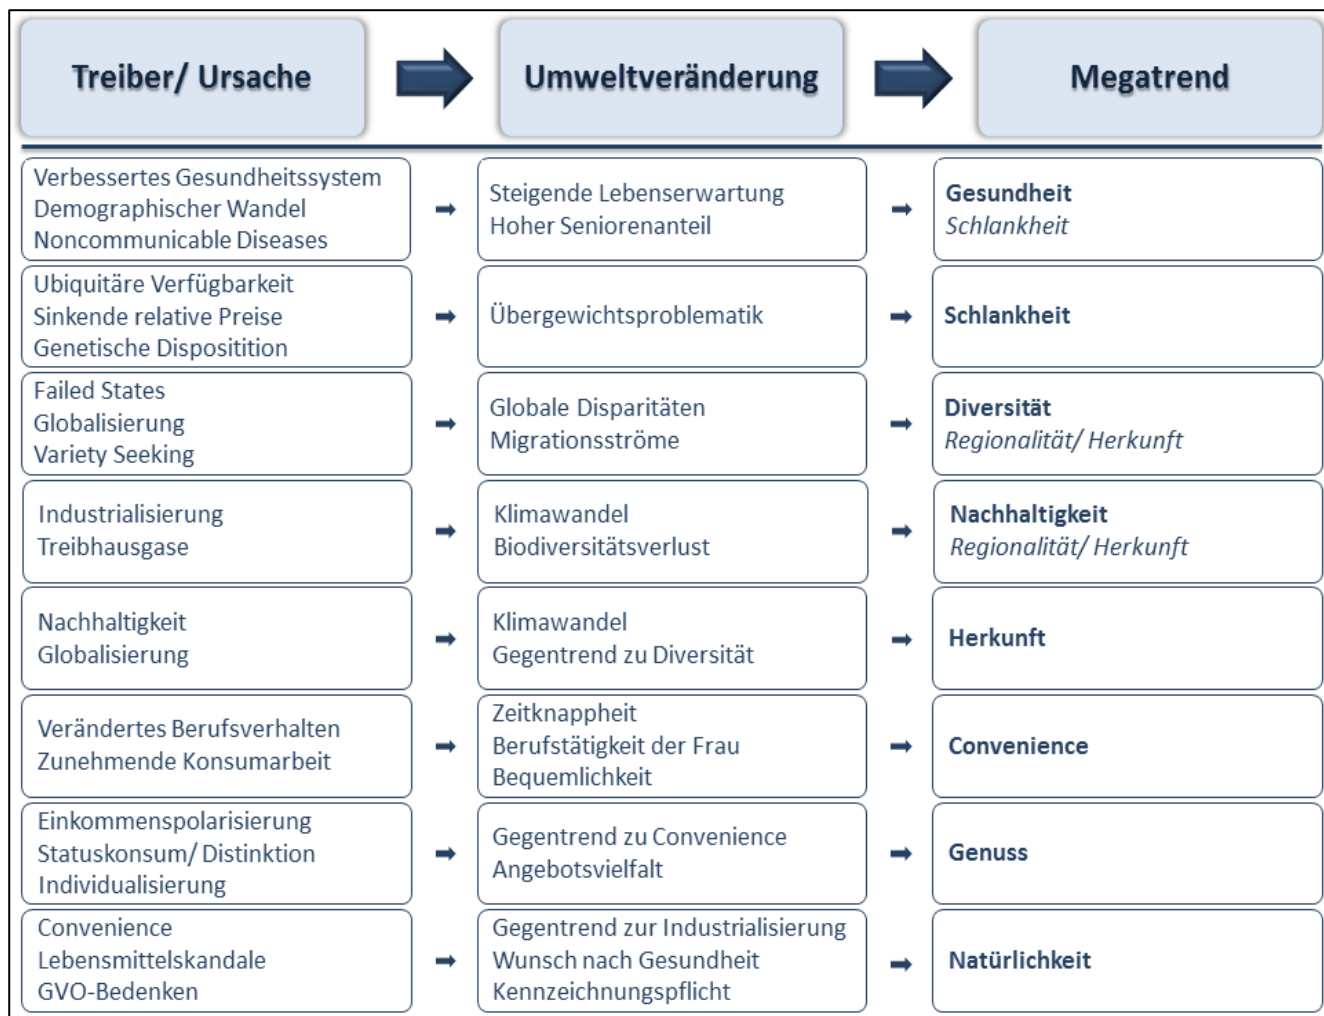 Treiber/ Ursache
Umweltveränderung
Megatrend
Verbessertes Gesundheitssystem
Demographischer Wandel
Noncommunicable Diseases
Steigende Lebenserwartung
Hoher Seniorenanteil
Gesundheit
Schlankheit
Ubiquitäre Verfügbarkeit
Sinkende relative Preise
Genetische Dispositition
Übergewichtsproblematik
Schlankheit
Failed States
Globalisierung
Variety Seeking
Globale Disparitäten
Migrationsströme
Diversität
Regionalität/ Herkunft
Industrialisierung
Treibhausgase
Klimawandel
Biodiversitätsverlust
Nachhaltigkeit
Regionalität/ Herkunft
Nachhaltigkeit
Globalisierung
Klimawandel
Gegentrend zu Diversität
Herkunft
Verändertes Berufsverhalten
Zunehmende Konsumarbeit
Zeitknappheit
Berufstätigkeit der Frau
Bequemlichkeit
Convenience
Einkommenspolarisierung
Statuskonsum/ Distinktion
Individualisierung
Gegentrend zu Convenience
Angebotsvielfalt
Genuss
Convenience
Lebensmittelskandale
GVO-Bedenken
Gegentrend zur Industrialisierung
Wunsch nach Gesundheit
Kennzeichnungspflicht
Natürlichkeit